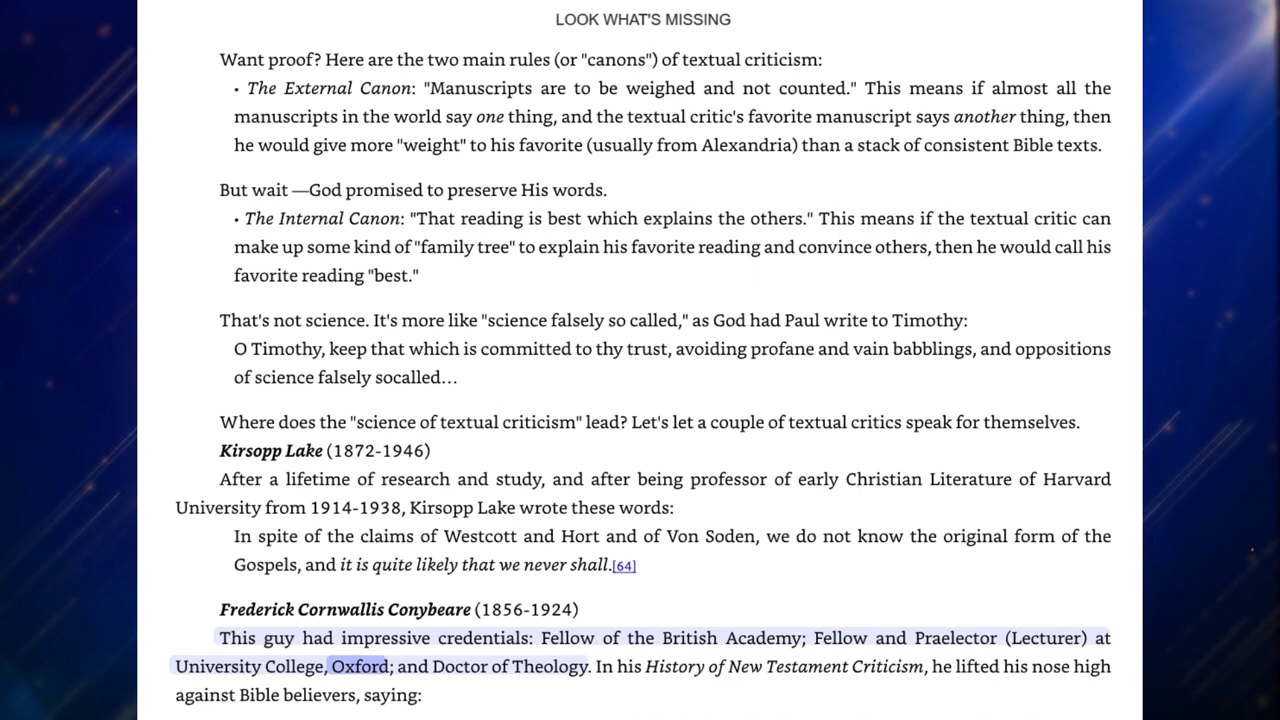 LOOK WHAT'S MISSING
Want proof? Here are the two main rules (or "canons") of textual criticism:
• The External Canon: "Manuscripts are to be weighed and not counted." This means if almost all the
manuscripts in the world say one thing, and the textual critic's favorite manuscript says another thing, then
he would give more "weight" to his favorite (usually from Alexandria) than a stack of consistent Bible texts.
But wait —God promised to preserve His words.
• The Internal Canon: "That reading is best which explains the others." This means if the textual critic can
make up some kind of "family tree" to explain his favorite reading and convince others, then he would call his
favorite reading "best."
That's not science. It's more like "science falsely so called," as God had Paul write to Timothy:
O Timothy, keep that which is committed to thy trust, avoiding profane and vain babblings, and oppositions
of science falsely socalled…
Where does the "science of textual criticism" lead? Let's let a couple of textual critics speak for themselves.
Kirsopp Lake (1872-1946)
After a lifetime of research and study, and after being professor of early Christian Literature of Harvard
University from 1914-1938, Kirsopp Lake wrote these words:
In spite of the claims of Westcott and Hort and of Von Soden, we do not know the original form of the
Gospels, and it is quite likely that we never shall.[64]
Frederick Cornwallis Conybeare (1856-1924)
This guy had impressive credentials: Fellow of the British Academy; Fellow and Praelector (Lecturer) at
University College, Oxford; and Doctor of Theology. In his History of New Testament Criticism, he lifted his nose high
against Bible believers, saying: